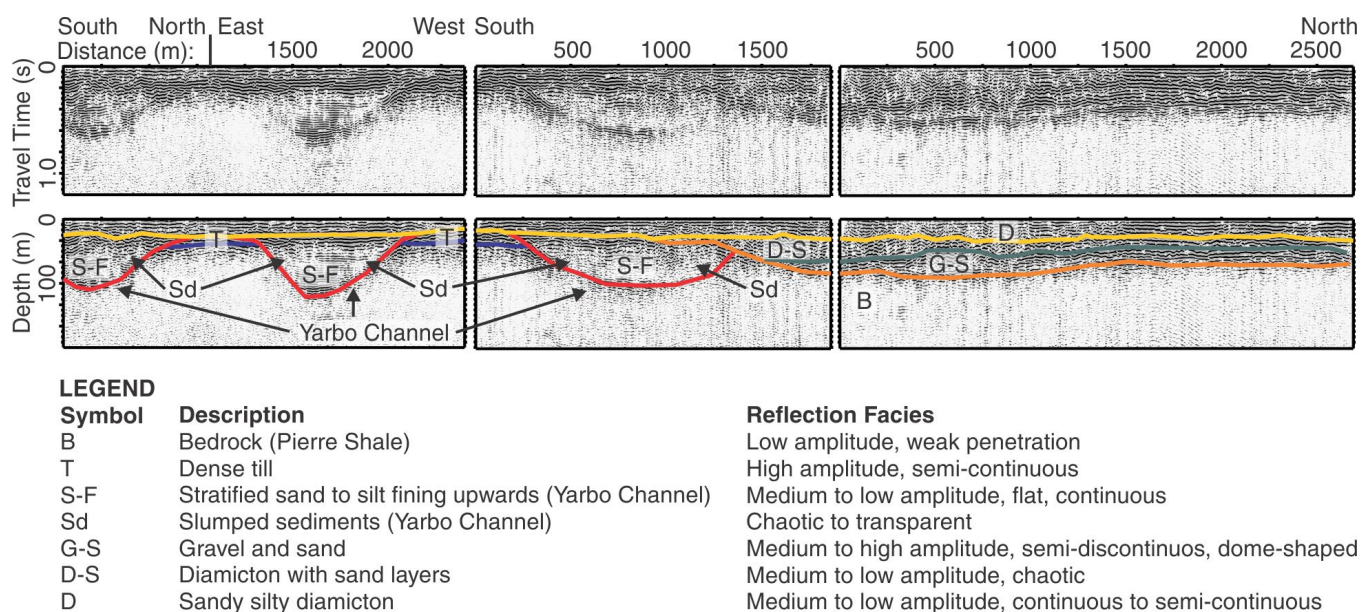 South North East West South North
Distance (m): 1500 2000 500 1000 1500 500 1000 1500 2000 2500
Travel Time (s)
0
1.0
Depth (m)
0
100
T T D
S-F S-F S-F D-S G-S
Sd Sd Sd B
Yarbo Channel
LEGEND
Symbol Description Reflection Facies
B Bedrock (Pierre Shale) Low amplitude, weak penetration
T Dense till High amplitude, semi-continuous
S-F Stratified sand to silt fining upwards (Yarbo Channel) Medium to low amplitude, flat, continuous
Sd Slumped sediments (Yarbo Channel) Chaotic to transparent
G-S Gravel and sand Medium to high amplitude, semi-discontinuos, dome-shaped
D-S Diamicton with sand layers Medium to low amplitude, chaotic
D Sandy silty diamicton Medium to low amplitude, continuous to semi-continuous